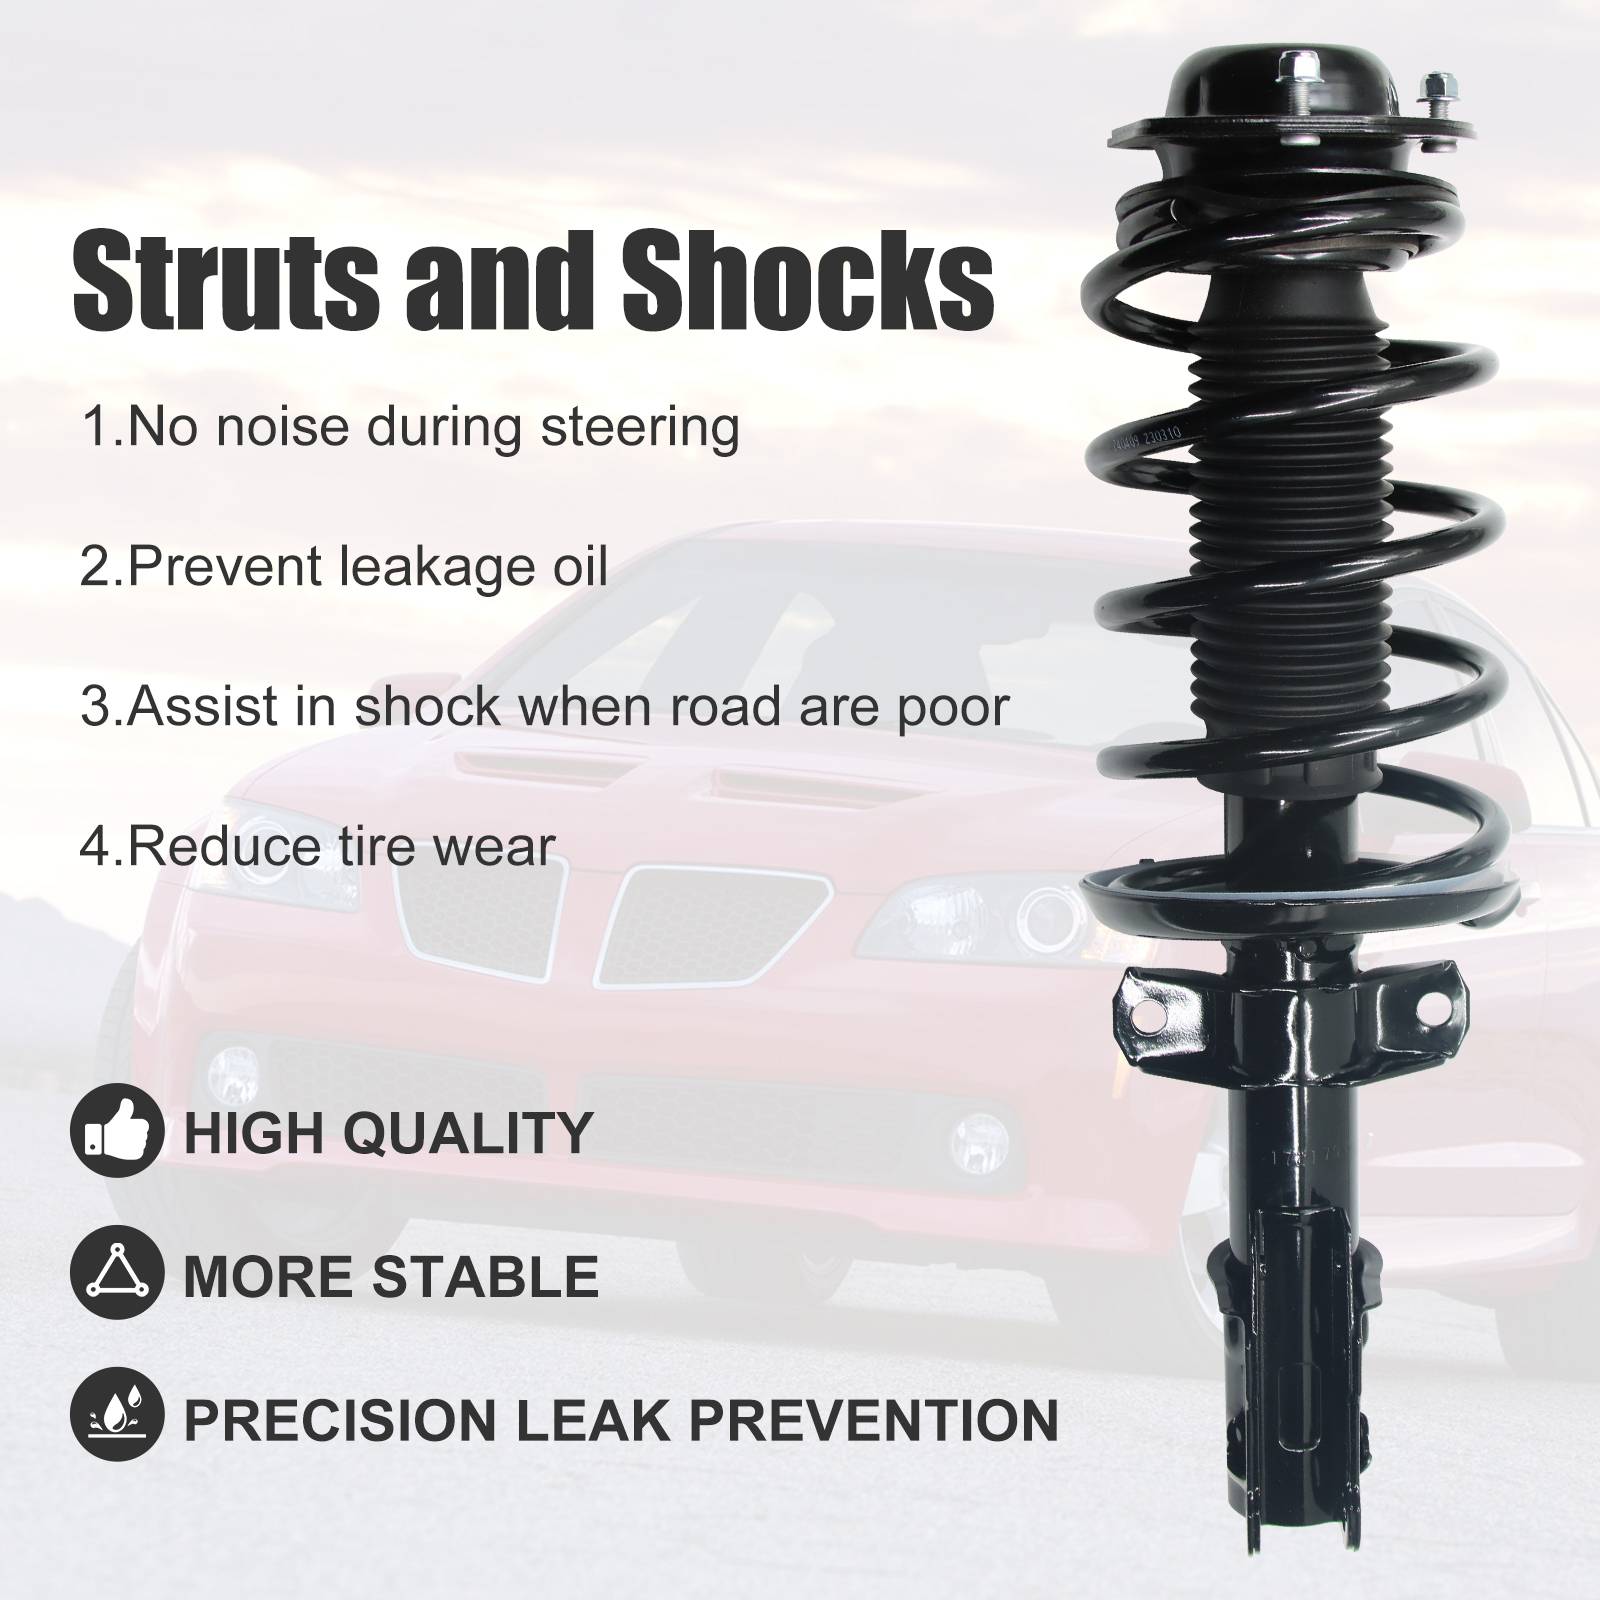 Struts and Shocks
1.No noise during steering
230310
2.Prevent leakage oil
3.Assist in shock when road are poor
4.Reduce tire wear
HIGH QUALITY
MORE STABLE
PRECISION LEAK PREVENTION